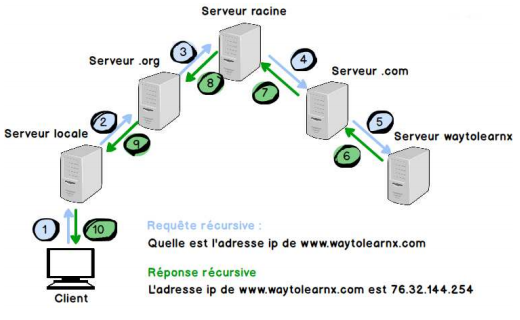 Serveur racine
3
4
Serveur .org
8
7
Serveur .com
2
5
Serveur locale
9
6
Serveur waytolearnx
1
10
Requête récursive :
Quelle est l'adresse ip de www.waytolearnx.com
Réponse récursive
L'adresse ip de www.waytolearnx.com est 76.32.144.254
Client